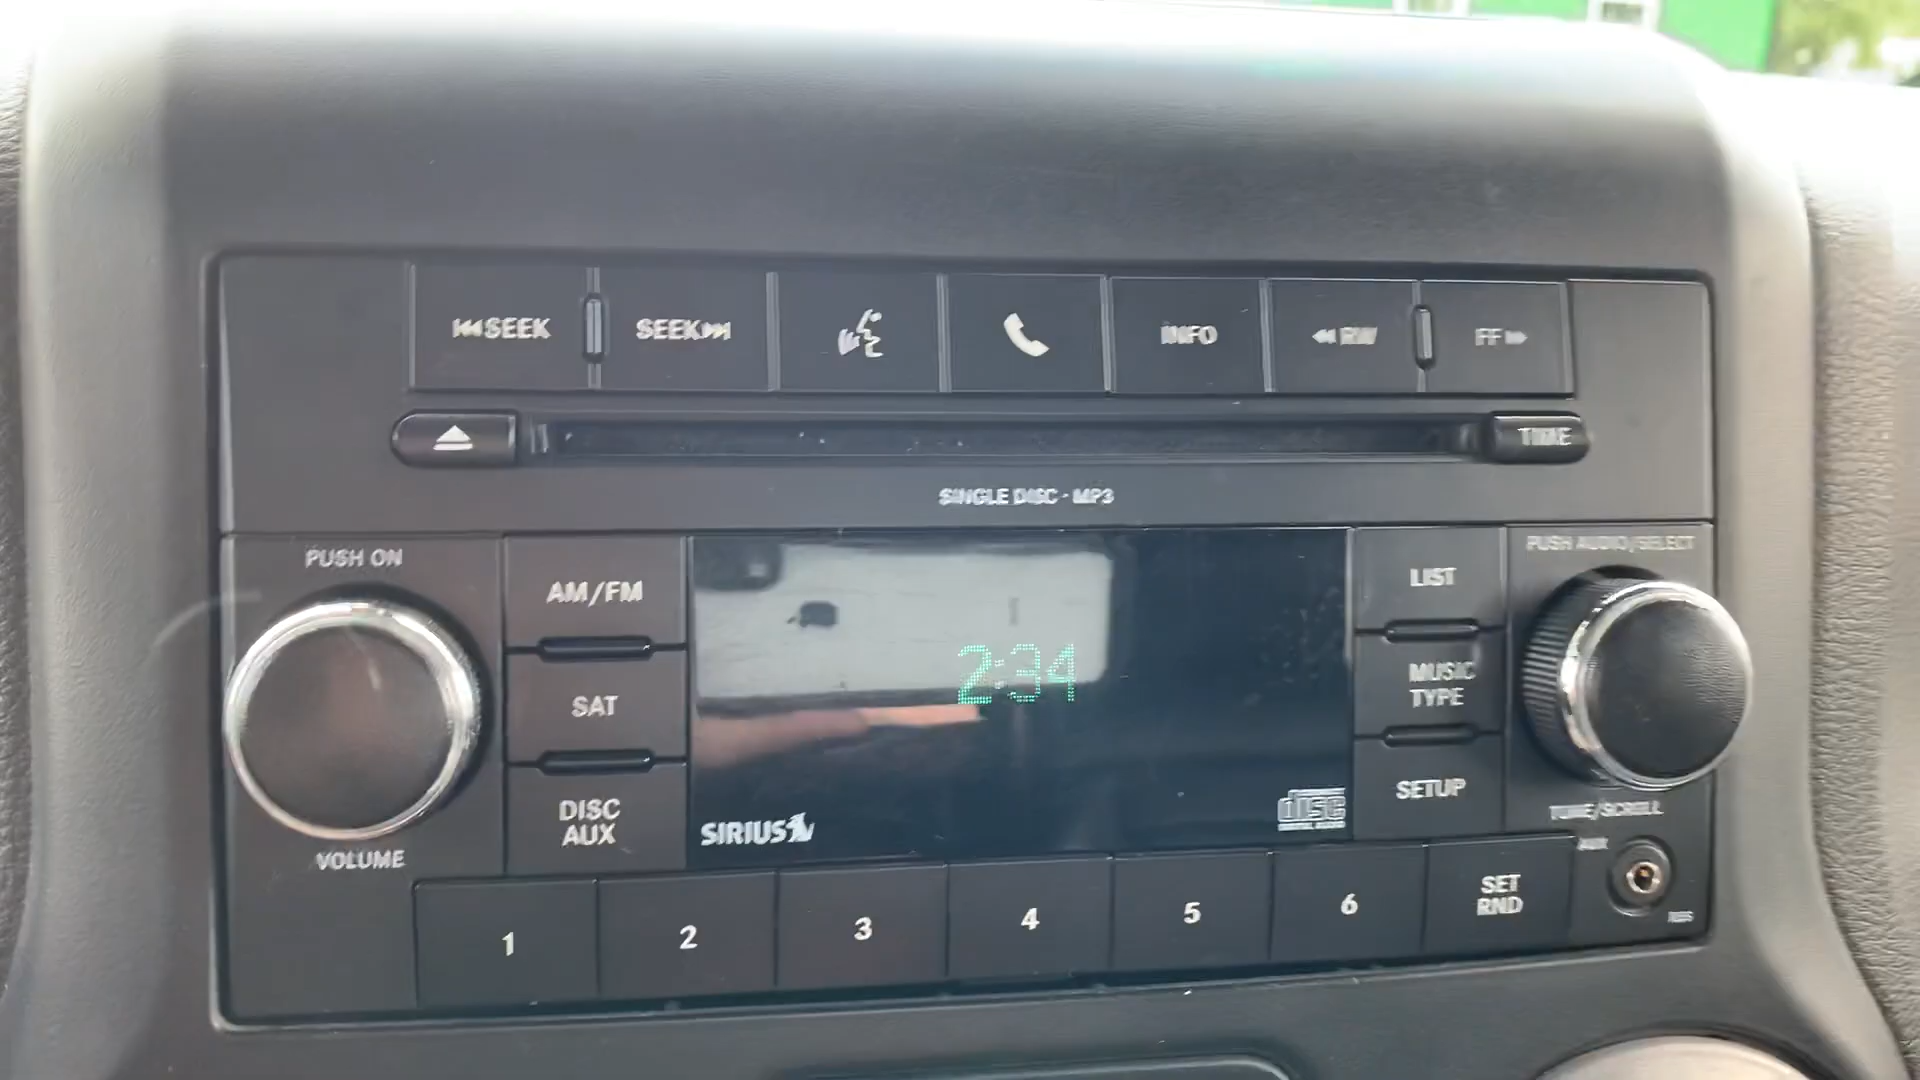 SEEK
SEEK
INFO
RW
FF
TIME
SINGLE DISC · MP3
PUSH ON
VOLUME
AM/FM
SAT
DISC
AUX
2:34
SIRIUS
disc
LIST
MUSIC
TYPE
SETUP
PUSH AUDIO/SELECT
TUNE/SCROLL
AUX
1
2
3
4
5
6
SET
RND